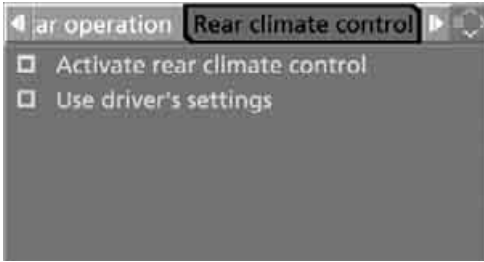 ar operation Rear climate control
Activate rear climate control
Use driver's settings